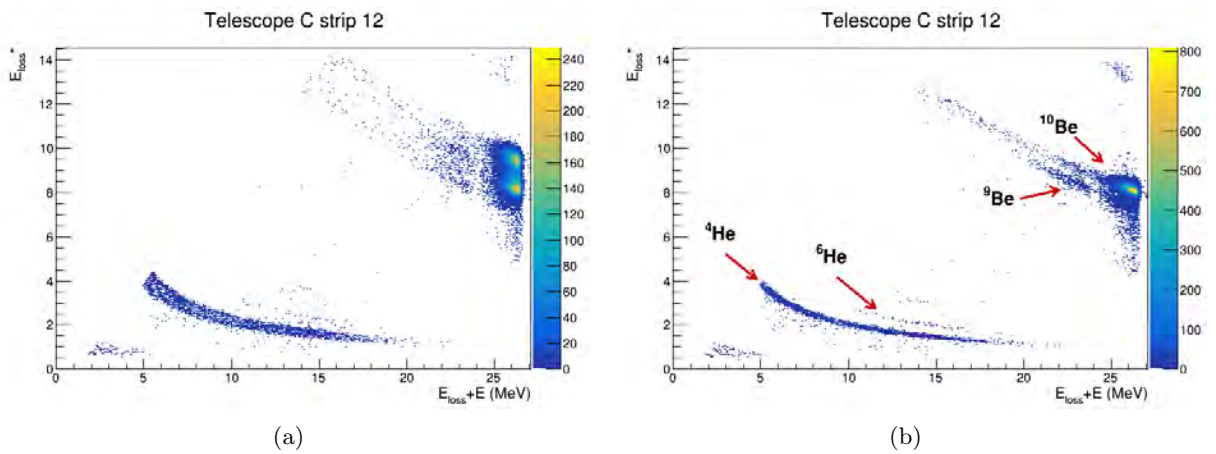 Telescope C strip 12
E_loss*
14
12
10
8
6
4
2
0
0 5 10 15 20 25
E_loss+E (MeV)
240
220
200
180
160
140
120
100
80
60
40
20
0
(a)
Telescope C strip 12
E_loss*
14
12
10
8
6
4
2
0
¹⁰Be
⁹Be
⁴He
⁶He
0 5 10 15 20 25
E_loss+E (MeV)
800
700
600
500
400
300
200
100
0
(b)